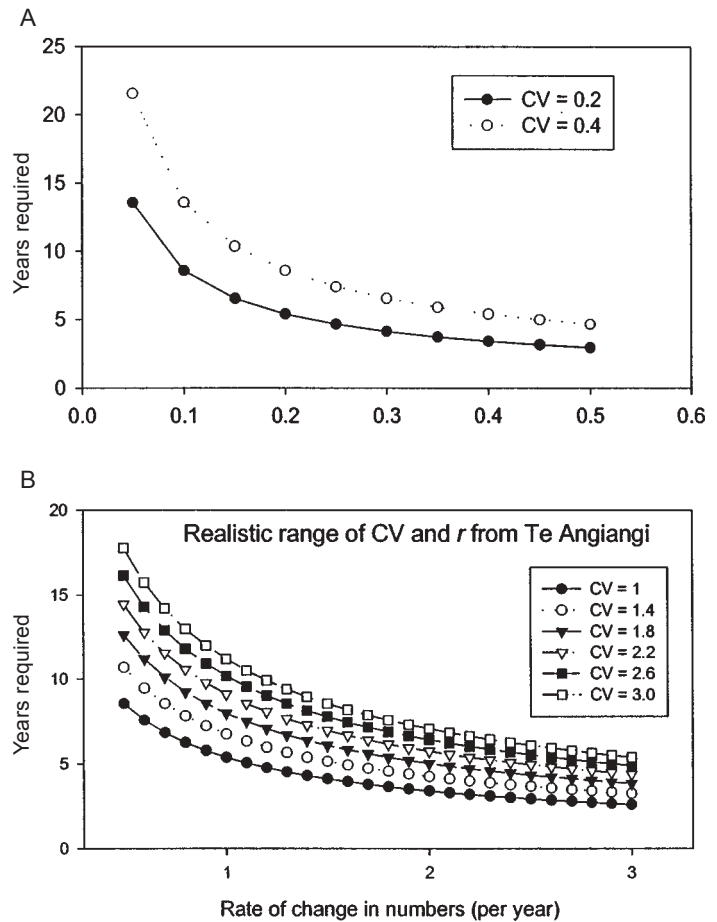 A
25
20
15
10
5
0
Years required
CV = 0.2
CV = 0.4
0.0 0.1 0.2 0.3 0.4 0.5 0.6
B
20
15
10
5
0
Years required
Realistic range of CV and r from Te Angiangi
CV = 1
CV = 1.4
CV = 1.8
CV = 2.2
CV = 2.6
CV = 3.0
1 2 3
Rate of change in numbers (per year)